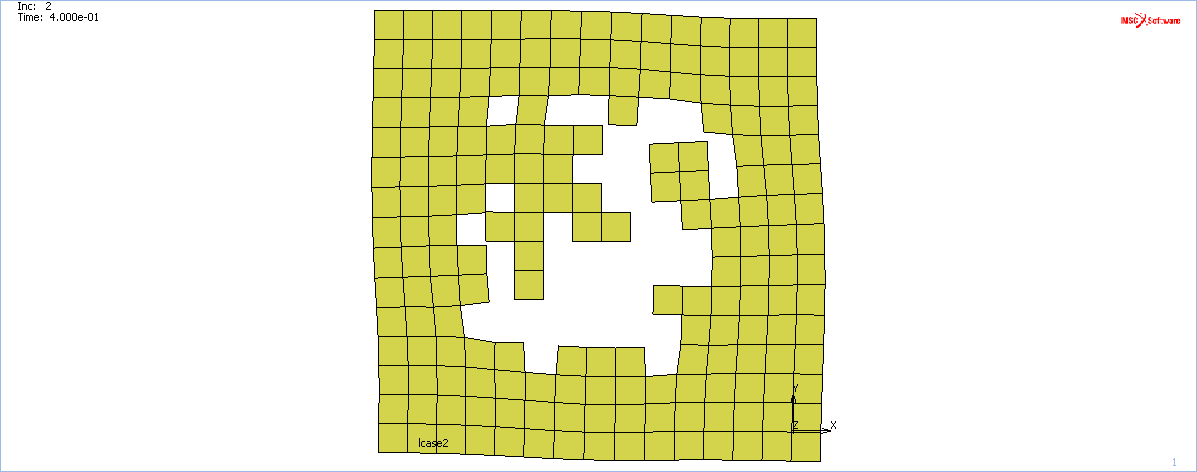 Inc: 2
Time: 4.000e-01
MSC Software
Y
Z
X
lcase2
1